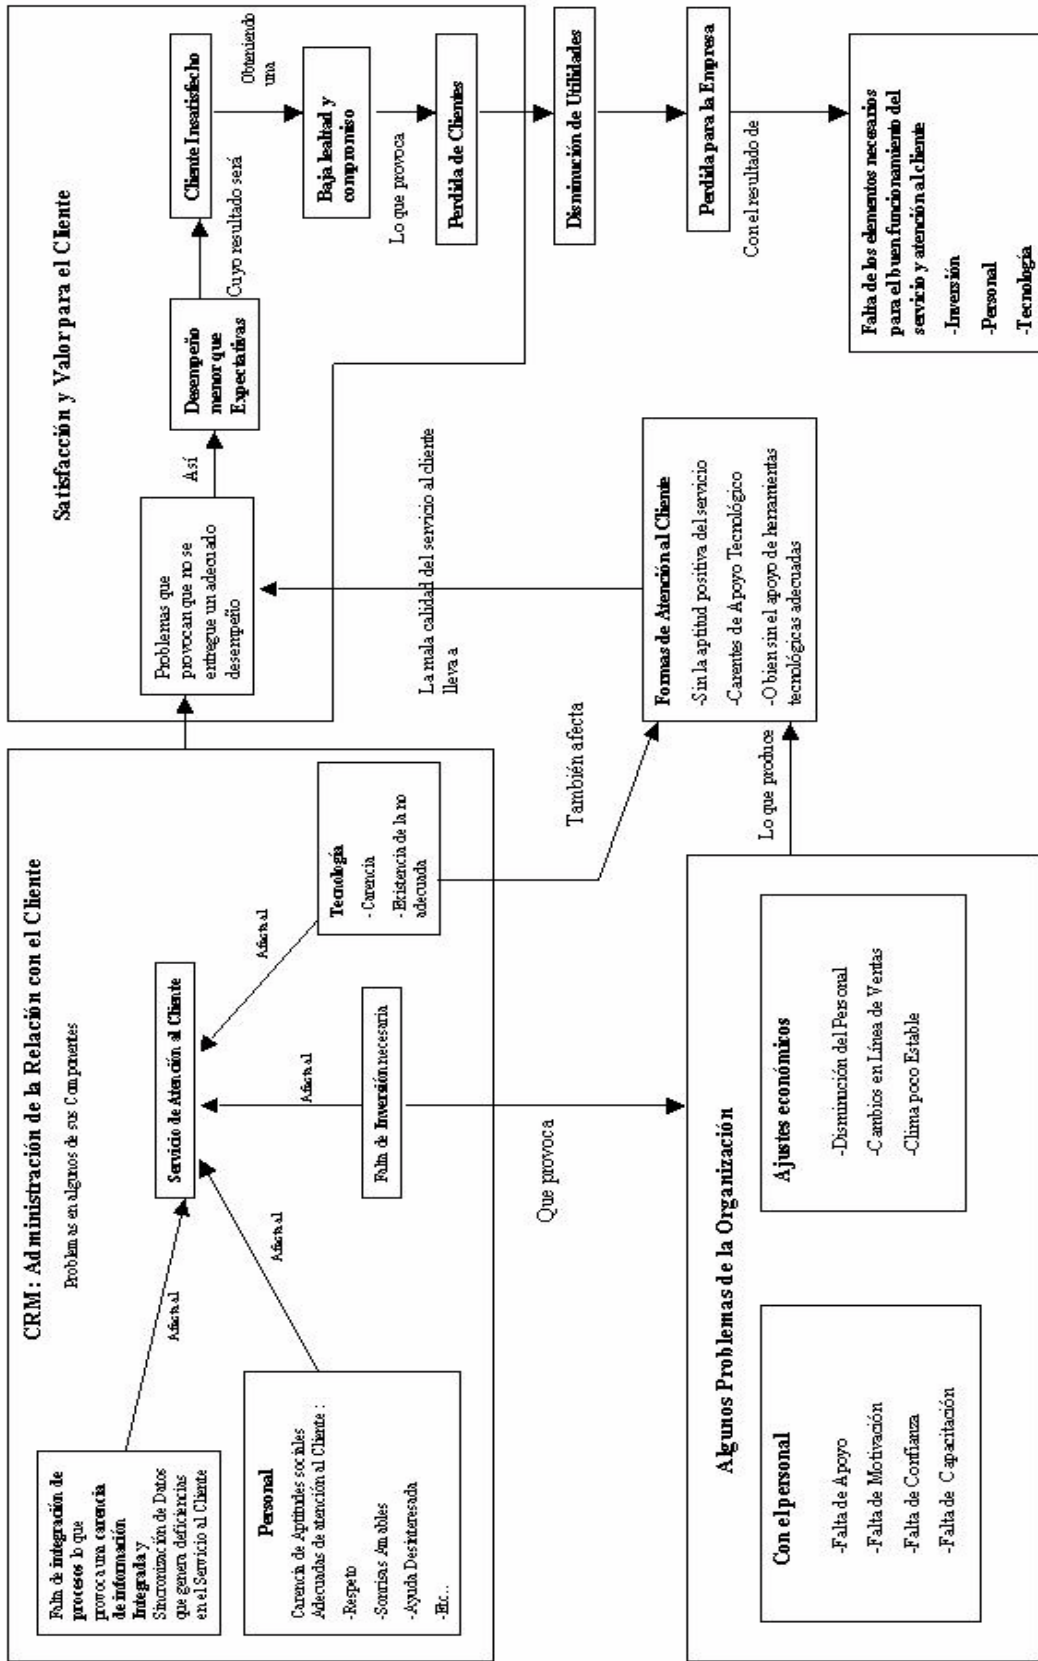 CRM: Administración de la Relación con el Cliente
Problemas en algunos de sus Componentes
Falta de integración de
procesos lo que
provoca una carencia
de información
Integrada y
Sincronización de Datos
que genera deficiencias
en el Servicio al Cliente
Afecta al
Servicio de Atención al Cliente
Personal
Carencia de Aptitudes sociales
Adecuadas de atención al Cliente :
-Respeto
-Sonrisas Amables
-Ayuda Desinteresada
-Etc...
Afecta al
Falta de Inversión necesaria
Afecta al
Tecnología
- Carencia
- Existencia de la no
adecuada
Afecta al
Satisfacción y Valor para el Cliente
Problemas que
provocan que no se
entregue un adecuado
desempeño
Así
Desempeño
menor que
Expectativas
Cuyo resultado será
Cliente Insatisfecho
Obteniendo
una
Baja lealtad y
compromiso
Lo que provoca
Perdida de Clientes
Disminución de Utilidades
Perdida para la Empresa
Con el resultado de
Falta de los elementos necesarios
para el buen funcionamiento del
servicio y atención al cliente
-Inversión
-Personal
-Tecnología
Que provoca
También afecta
La mala calidad del servicio al cliente
lleva a
Formas de Atención al Cliente
-Sin la aptitud positiva del servicio
-Carentes de Apoyo Tecnológico
-O bien sin el apoyo de herramientas
tecnológicas adecuadas
Lo que produce
Algunos Problemas de la Organización
Con el personal
-Falta de Apoyo
-Falta de Motivación
-Falta de Confianza
-Falta de Capacitación
Ajustes económicos
-Disminución del Personal
-Cambios en Línea de Ventas
-Clima poco Estable